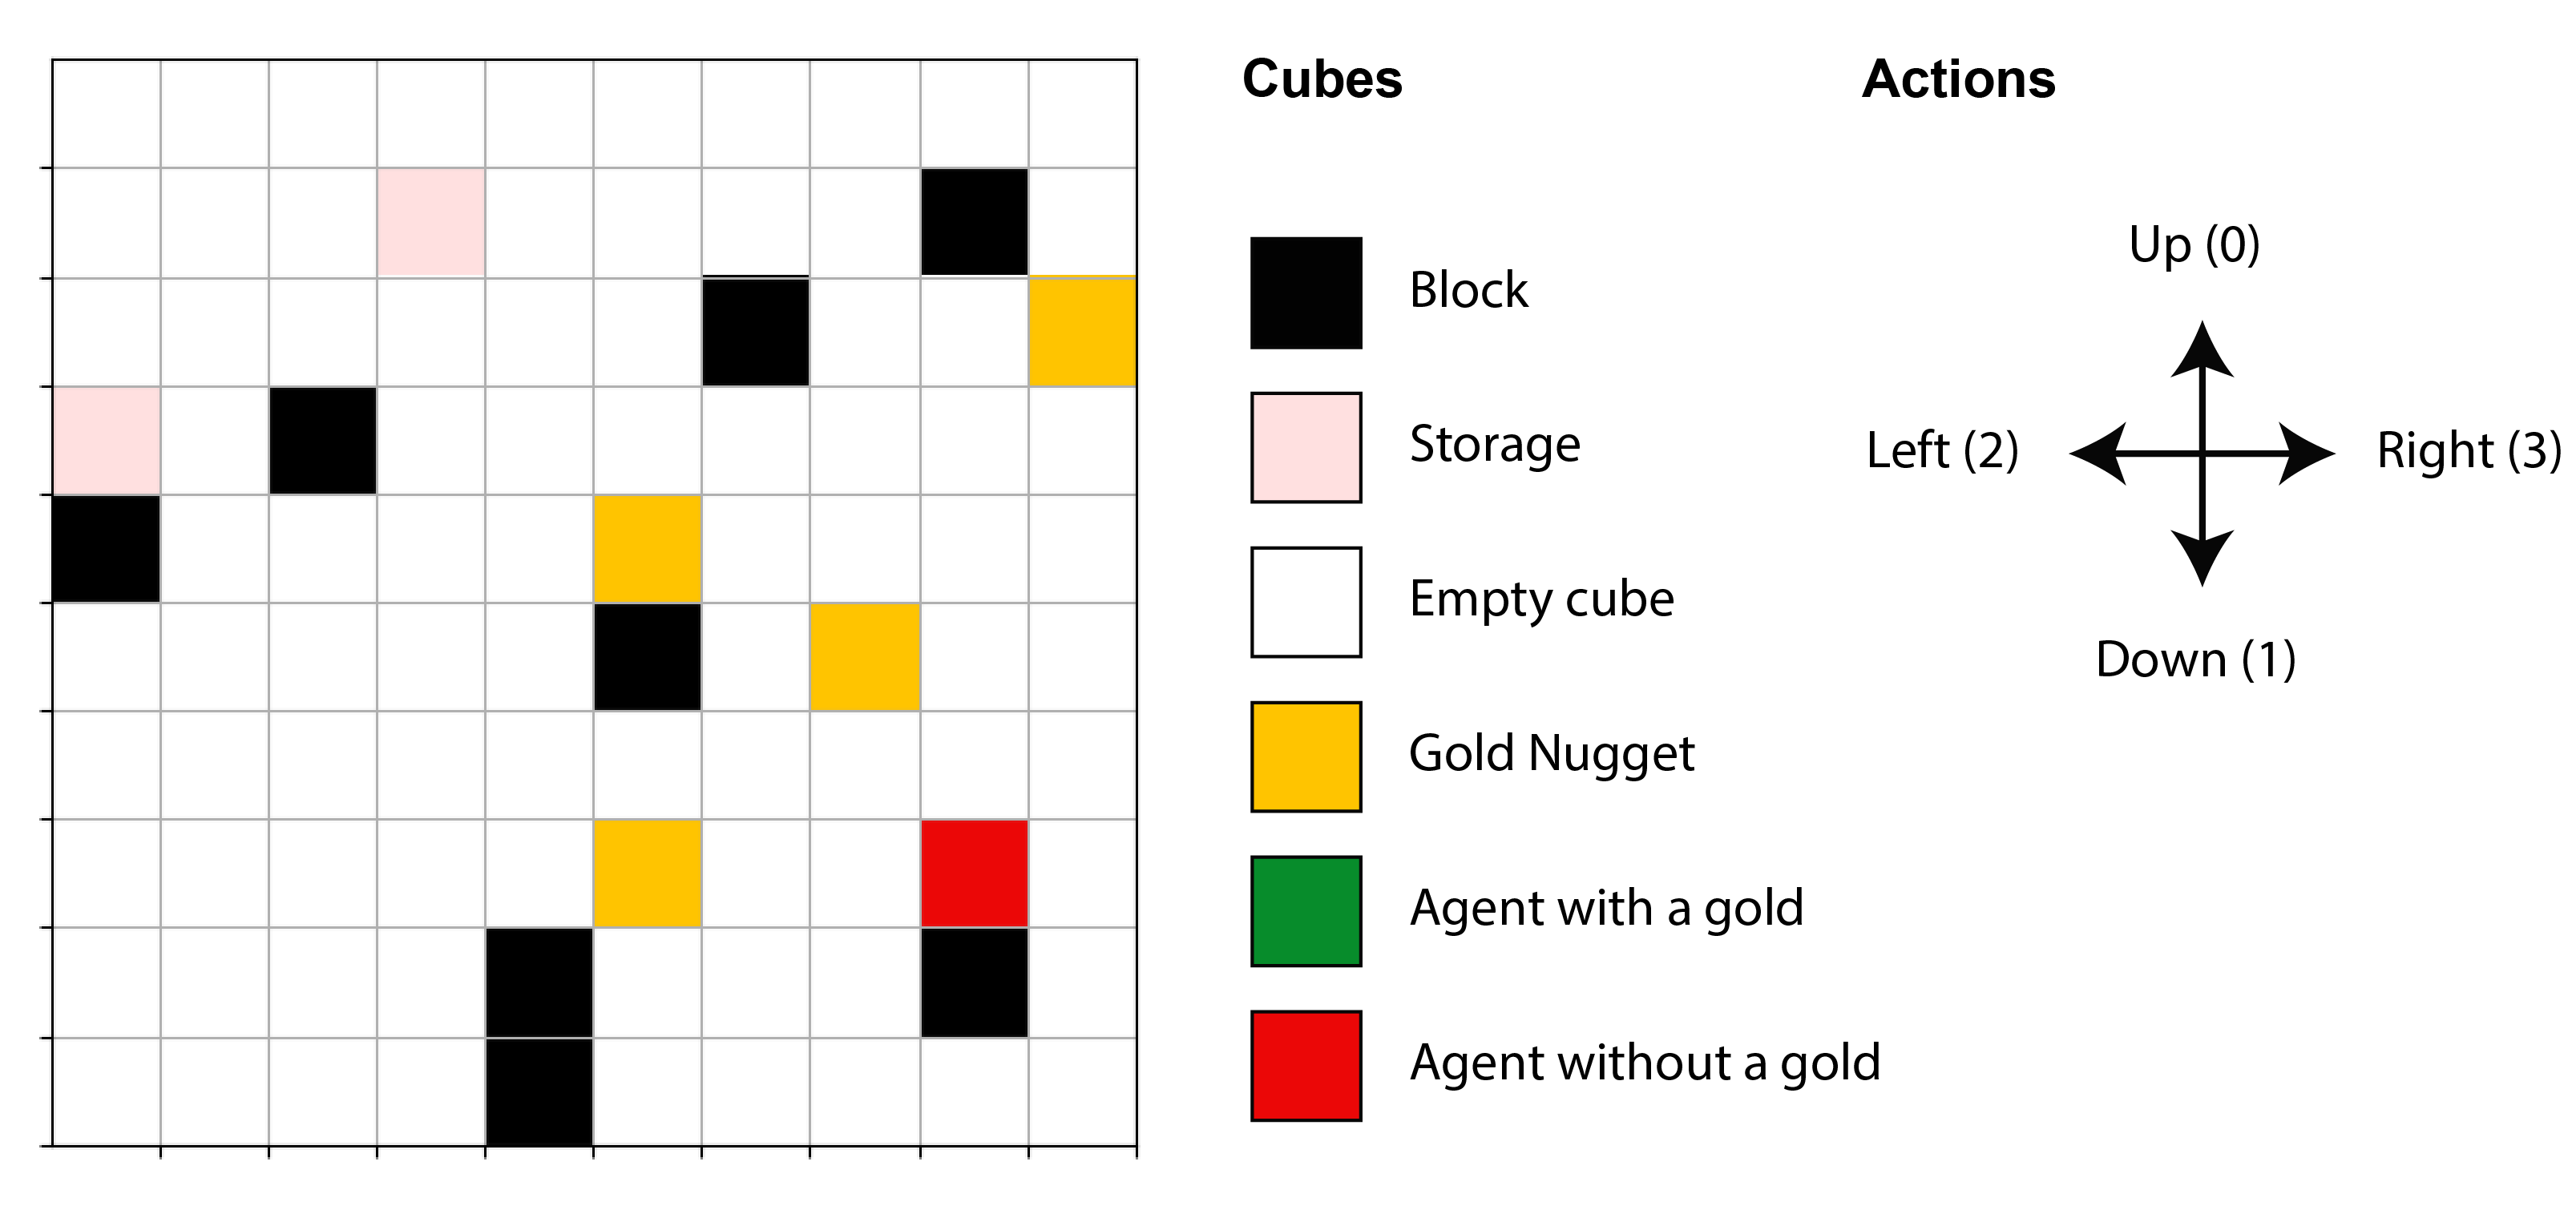 Cubes
Actions
Block
Storage
Empty cube
Gold Nugget
Agent with a gold
Agent without a gold
Up (0)
Left (2)
Right (3)
Down (1)